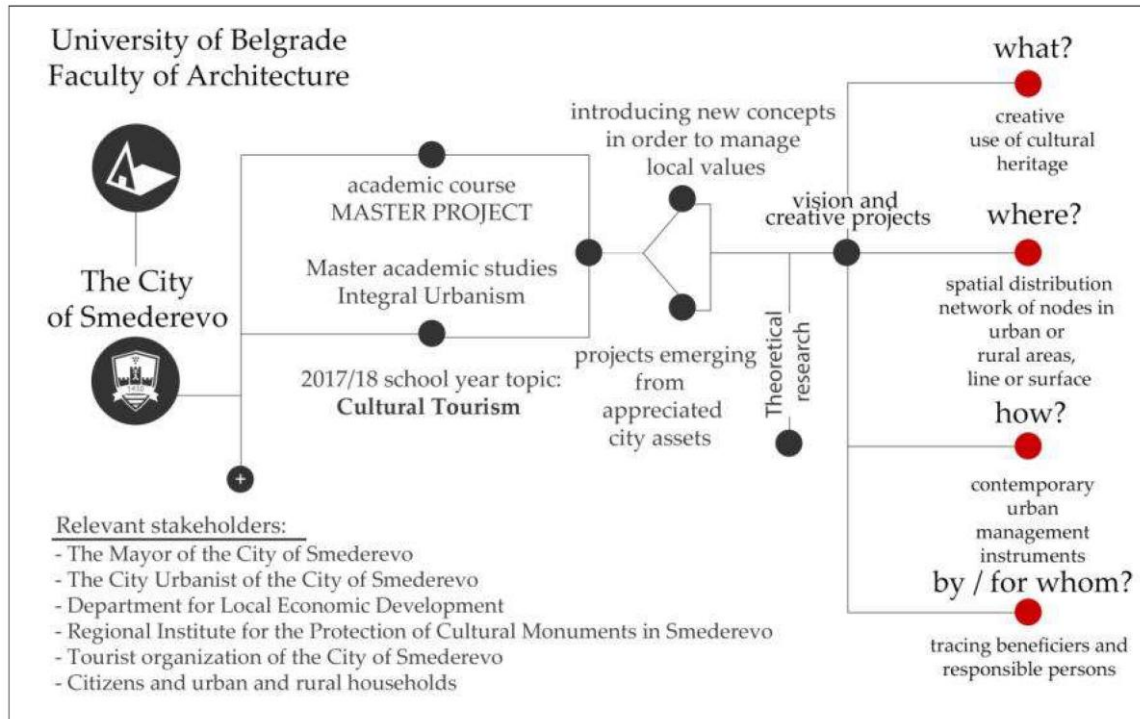 University of Belgrade
Faculty of Architecture
The City
of Smederevo
1430
+
academic course
MASTER PROJECT
Master academic studies
Integral Urbanism
2017/18 school year topic:
Cultural Tourism
introducing new concepts
in order to manage
local values
projects emerging
from
appreciated
city assets
Theoretical
research
vision and
creative projects
what?
creative
use of cultural
heritage
where?
spatial distribution
network of nodes in
urban or
rural areas,
line or surface
how?
contemporary
urban
management
instruments
by / for whom?
tracing beneficiers and
responsible persons
Relevant stakeholders:
- The Mayor of the City of Smederevo
- The City Urbanist of the City of Smederevo
- Department for Local Economic Development
- Regional Institute for the Protection of Cultural Monuments in Smederevo
- Tourist organization of the City of Smederevo
- Citizens and urban and rural households